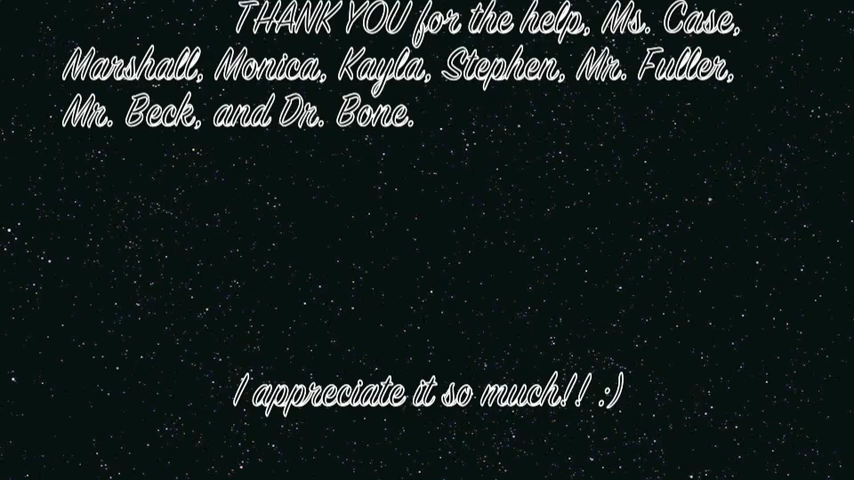 THANK YOU for the help, Ms. Case,
Marshall, Monica, Kayla, Stephen, Mr. Fuller,
Mr. Beck, and Dr. Bone.
I appreciate it so much!! :)